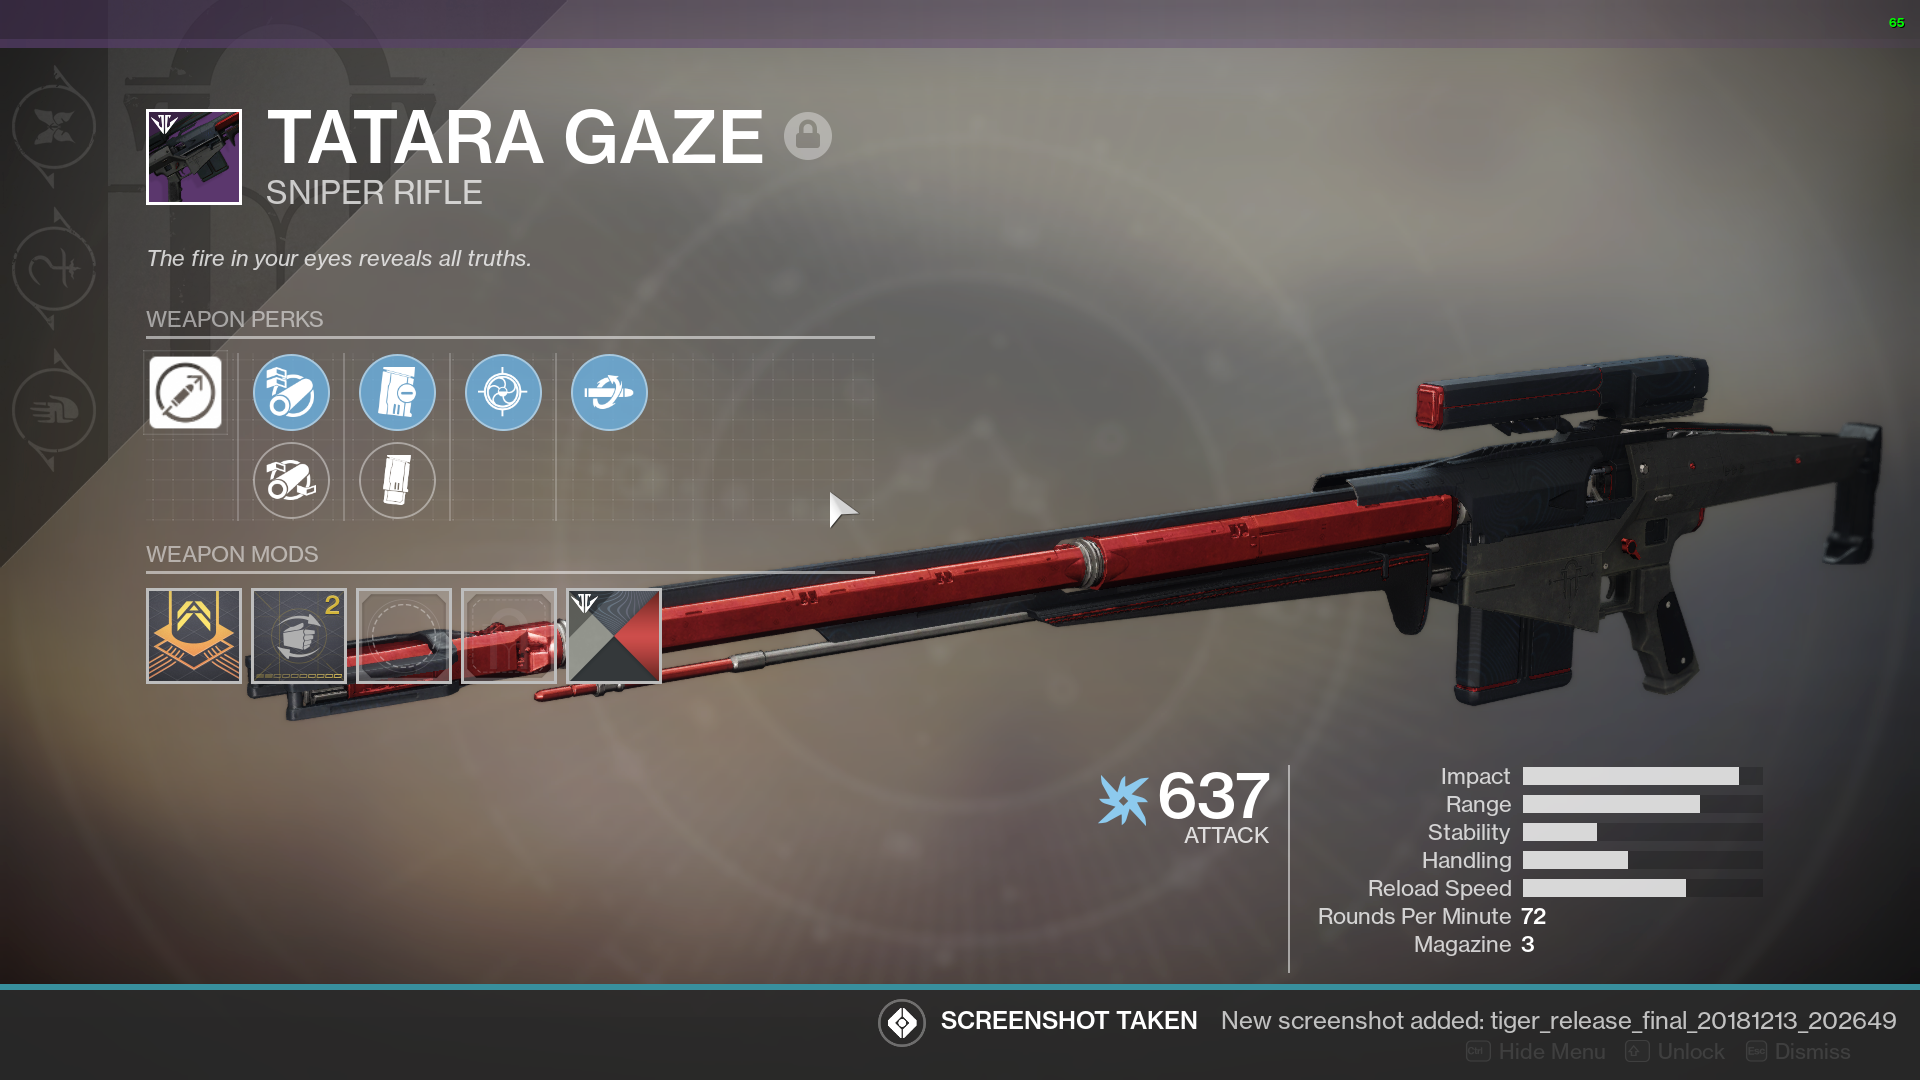 65
TATARA GAZE
SNIPER RIFLE
The fire in your eyes reveals all truths.
WEAPON PERKS
WEAPON MODS
2
637
ATTACK
Impact
Range
Stability
Handling
Reload Speed
Rounds Per Minute 72
Magazine 3
SCREENSHOT TAKEN New screenshot added: tiger_release_final_20181213_202649
Ctrl Hide Menu Unlock Esc Dismiss